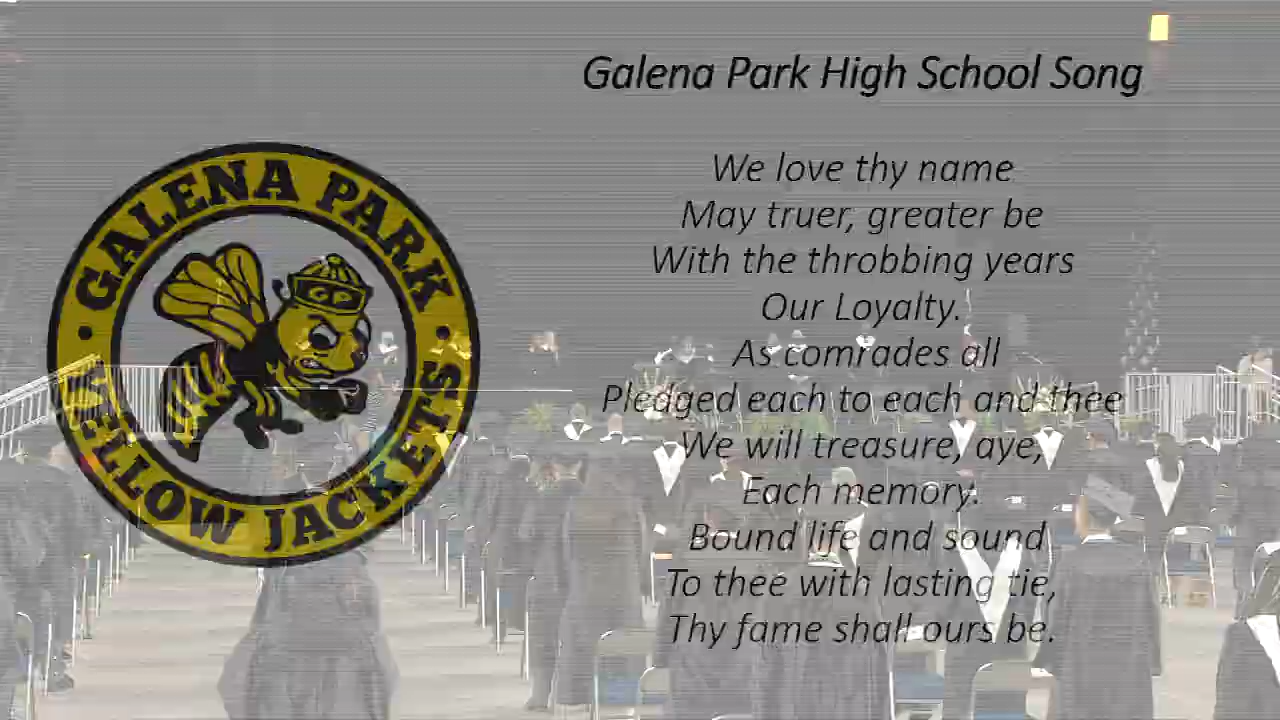 Galena Park High School Song
GALENA PARK
YELLOW JACKETS
We love thy name
May truer, greater be
With the throbbing years
Our Loyalty.
As comrades all
Pledged each to each and thee
We will treasure, aye,
Each memory.
Bound life and sound
To thee with lasting tie,
Thy fame shall ours be.